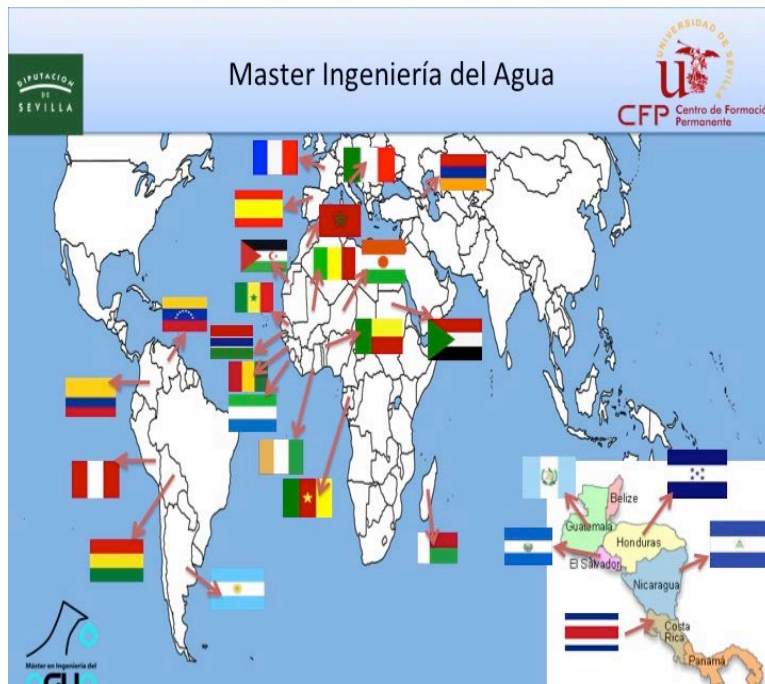 DIPUTACION
DE
SEVILLA
Master Ingeniería del Agua
UNIVERSIDAD DE SEVILLA
CFP Centro de Formació
Permanente
Belize
Guatemala
Honduras
El Salvador
Nicaragua
Costa
Rica
Panamá
Máster en Ingeniería del